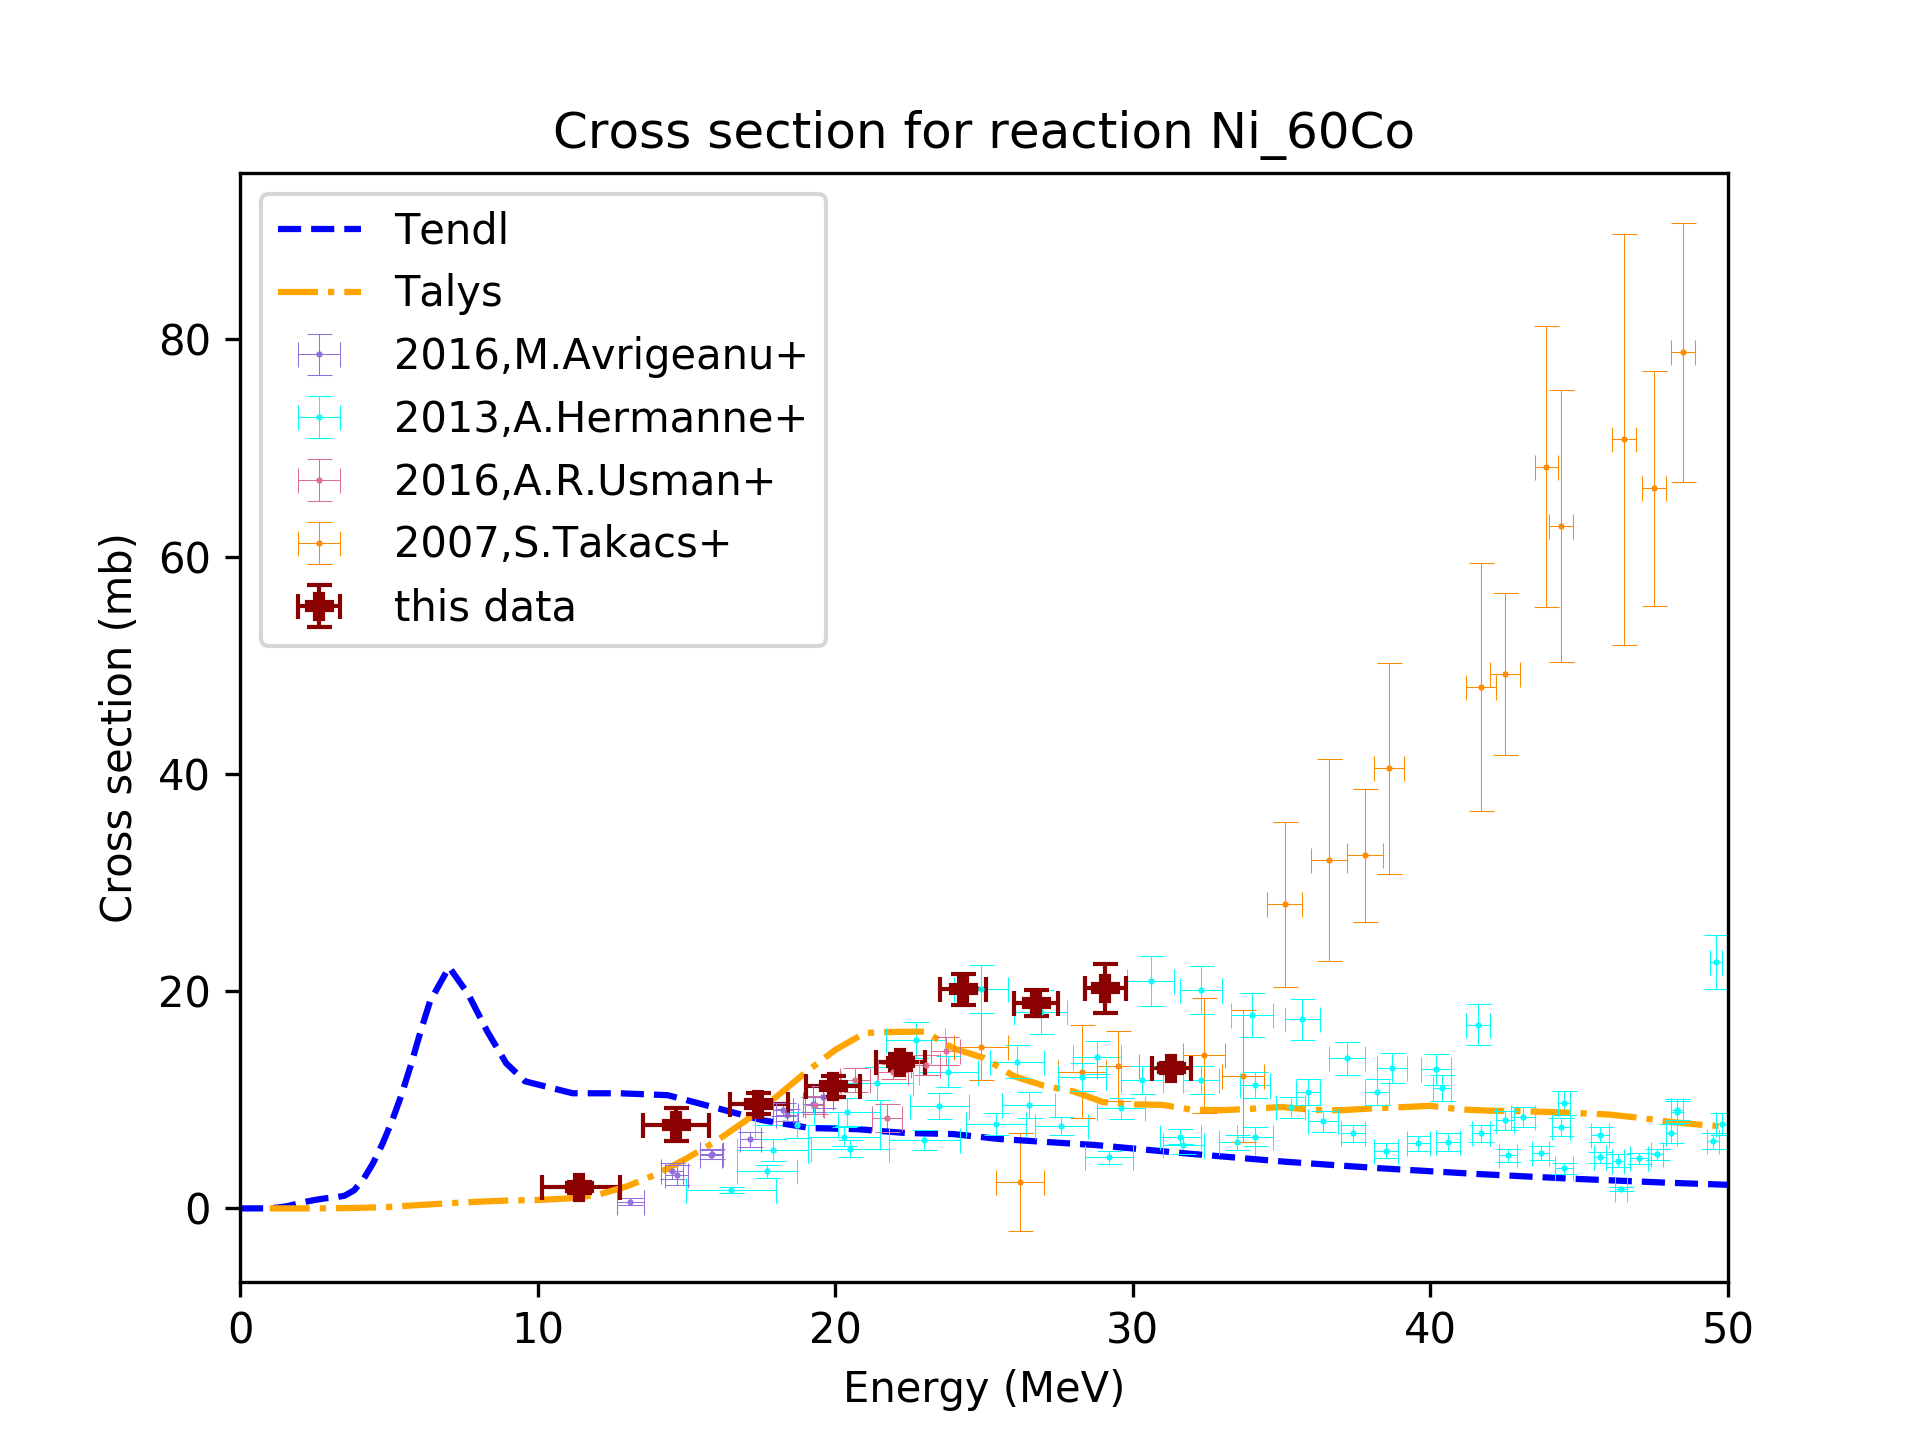 Cross section for reaction Ni_60Co
Tendl
Talys
2016,M.Avrigeanu+
2013,A.Hermanne+
2016,A.R.Usman+
2007,S.Takacs+
this data
Cross section (mb)
80
60
40
20
0
0 10 20 30 40 50
Energy (MeV)